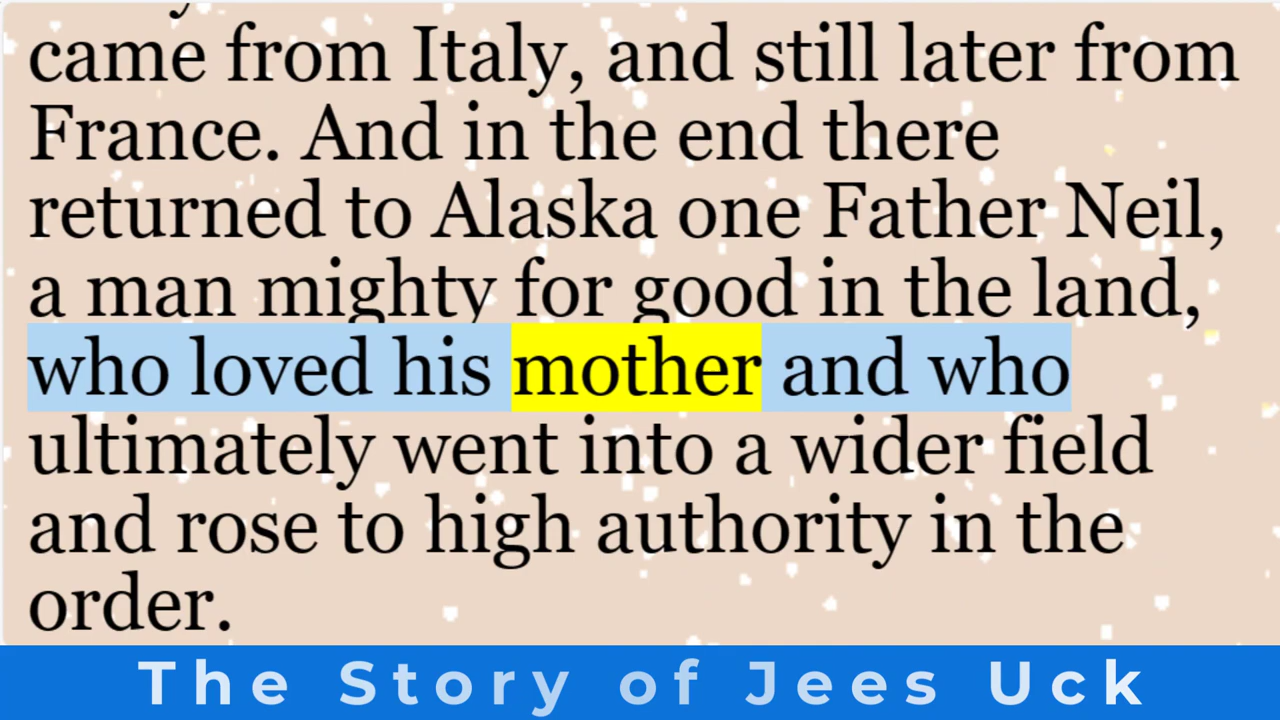 came from Italy, and still later from
France. And in the end there
returned to Alaska one Father Neil,
a man mighty for good in the land,
who loved his mother and who
ultimately went into a wider field
and rose to high authority in the
order.
The Story of Jees Uck